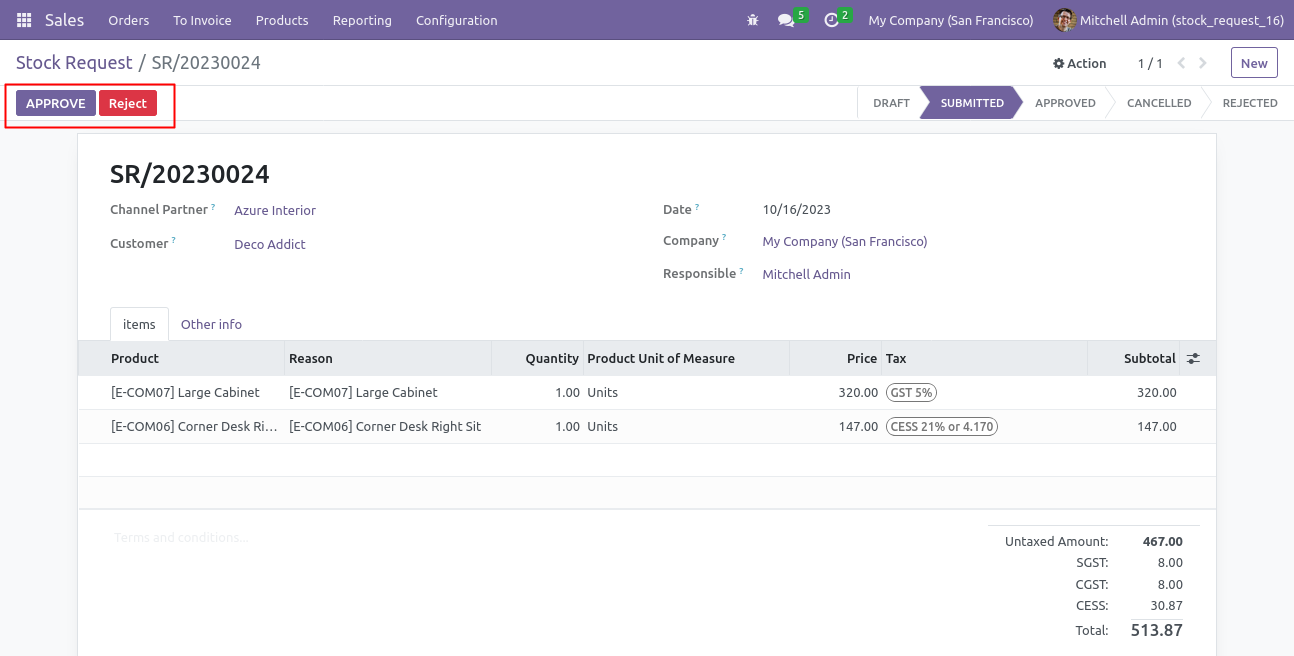 Sales Orders To Invoice Products Reporting Configuration 5 2 My Company (San Francisco) Mitchell Admin (stock_request_16)
Stock Request / SR/20230024 Action 1 / 1 New
APPROVE Reject DRAFT SUBMITTED APPROVED CANCELLED REJECTED
SR/20230024
Channel Partner ? Azure Interior Date ? 10/16/2023
Customer ? Deco Addict Company ? My Company (San Francisco)
Responsible ? Mitchell Admin
items Other info
Product Reason Quantity Product Unit of Measure Price Tax Subtotal
[E-COM07] Large Cabinet [E-COM07] Large Cabinet 1.00 Units 320.00 GST 5% 320.00
[E-COM06] Corner Desk Ri... [E-COM06] Corner Desk Right Sit 1.00 Units 147.00 CESS 21% or 4.170 147.00
Terms and conditions...
Untaxed Amount: 467.00
SGST: 8.00
CGST: 8.00
CESS: 30.87
Total: 513.87